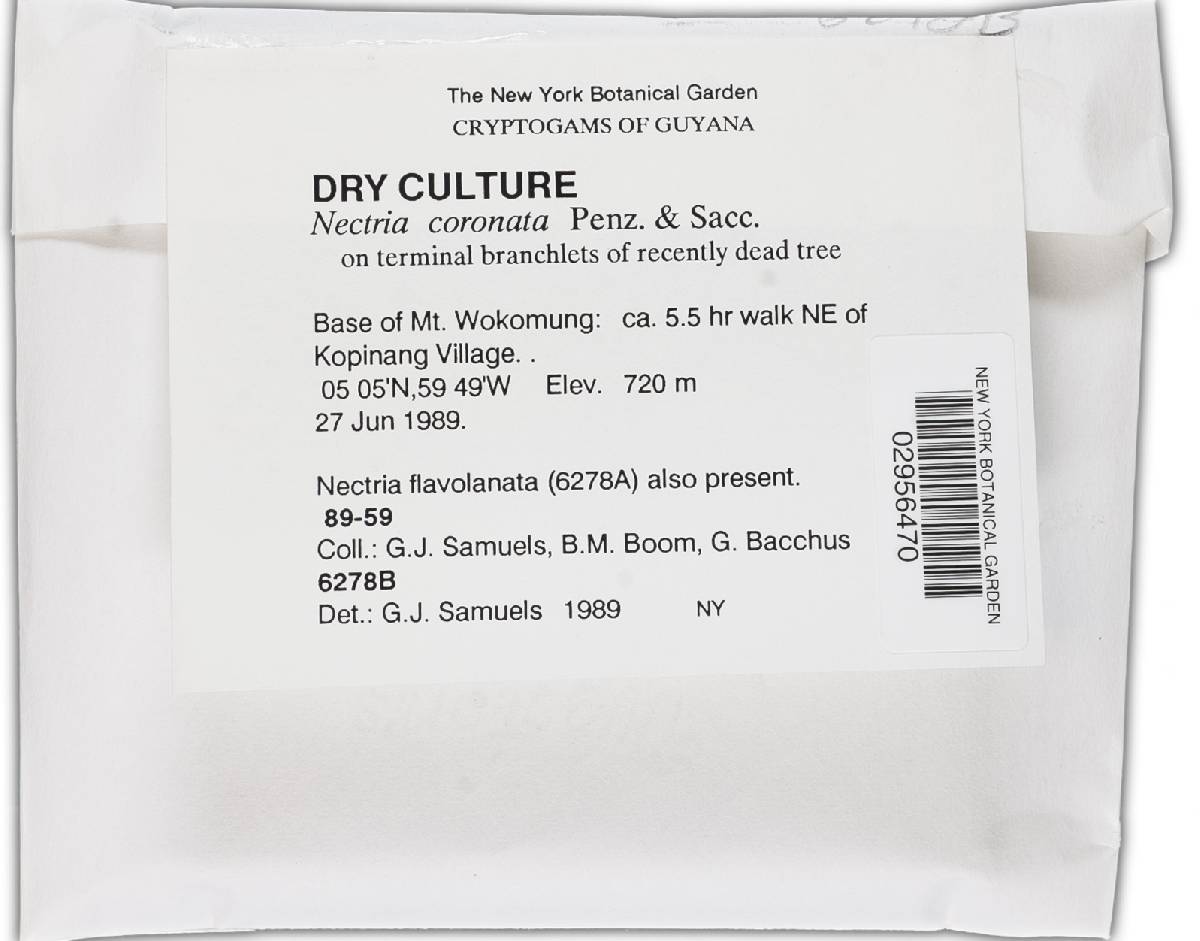 The New York Botanical Garden
CRYPTOGAMS OF GUYANA
DRY CULTURE
Nectria coronata Penz. & Sacc.
on terminal branchlets of recently dead tree
Base of Mt. Wokomung: ca. 5.5 hr walk NE of
Kopinang Village. .
05 05'N,59 49'W Elev. 720 m
27 Jun 1989.
Nectria flavolanata (6278A) also present.
89-59
Coll.: G.J. Samuels, B.M. Boom, G. Bacchus
6278B
Det.: G.J. Samuels 1989 NY
NEW YORK BOTANICAL GARDEN
02956470